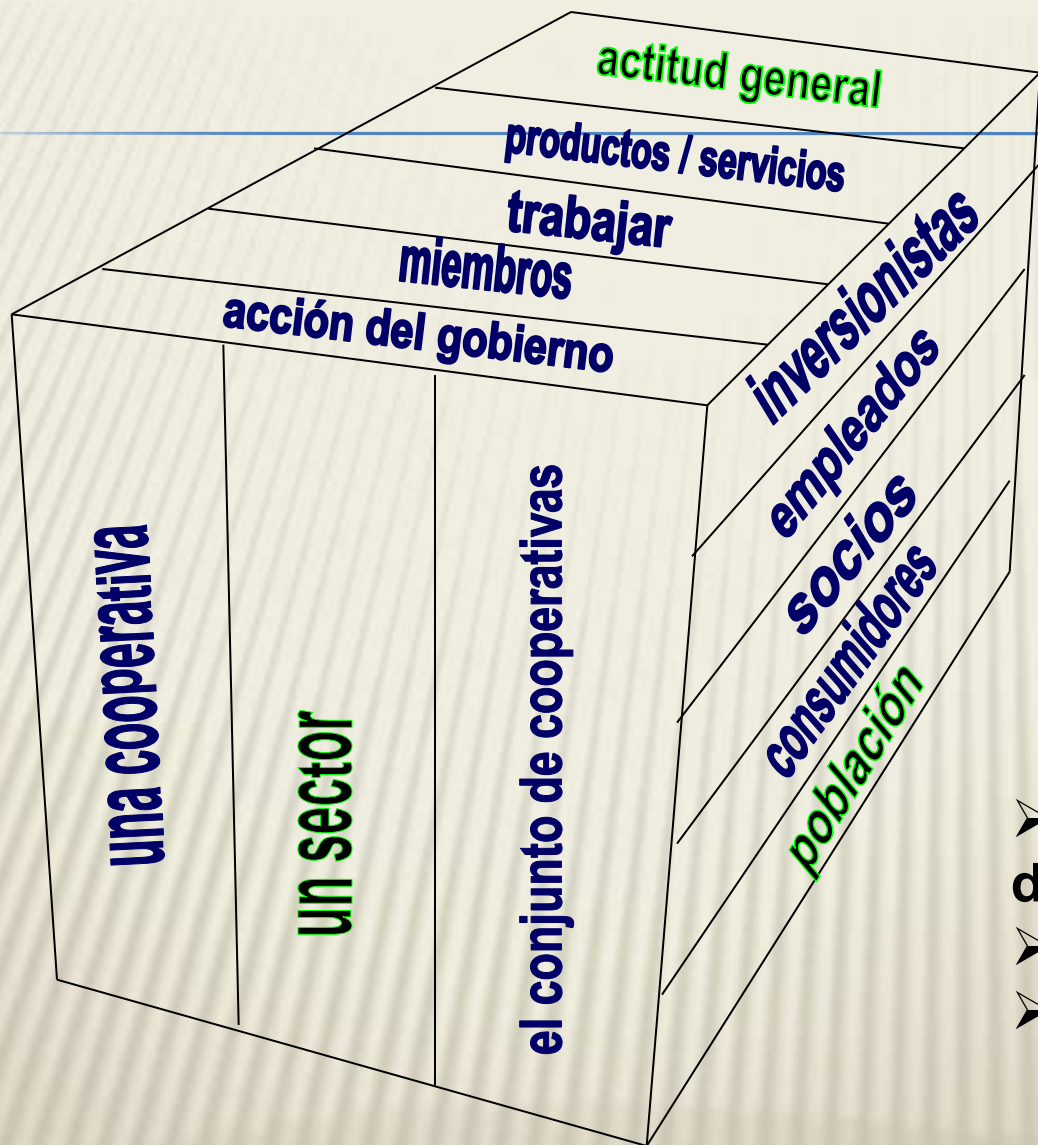 actitud general
productos / servicios
trabajar
miembros
acción del gobierno
inversionistas
empleados
socios
consumidores
población
una cooperativa
un sector
el conjunto de cooperativas